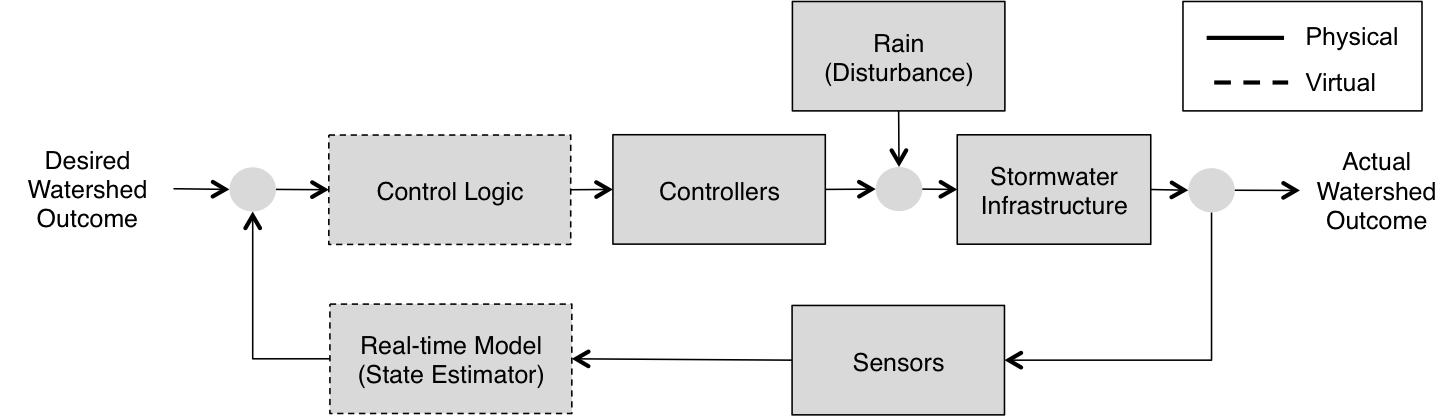 Rain
(Disturbance)
Physical
Virtual
Desired
Watershed
Outcome
Control Logic
Controllers
Stormwater
Infrastructure
Actual
Watershed
Outcome
Real-time Model
(State Estimator)
Sensors